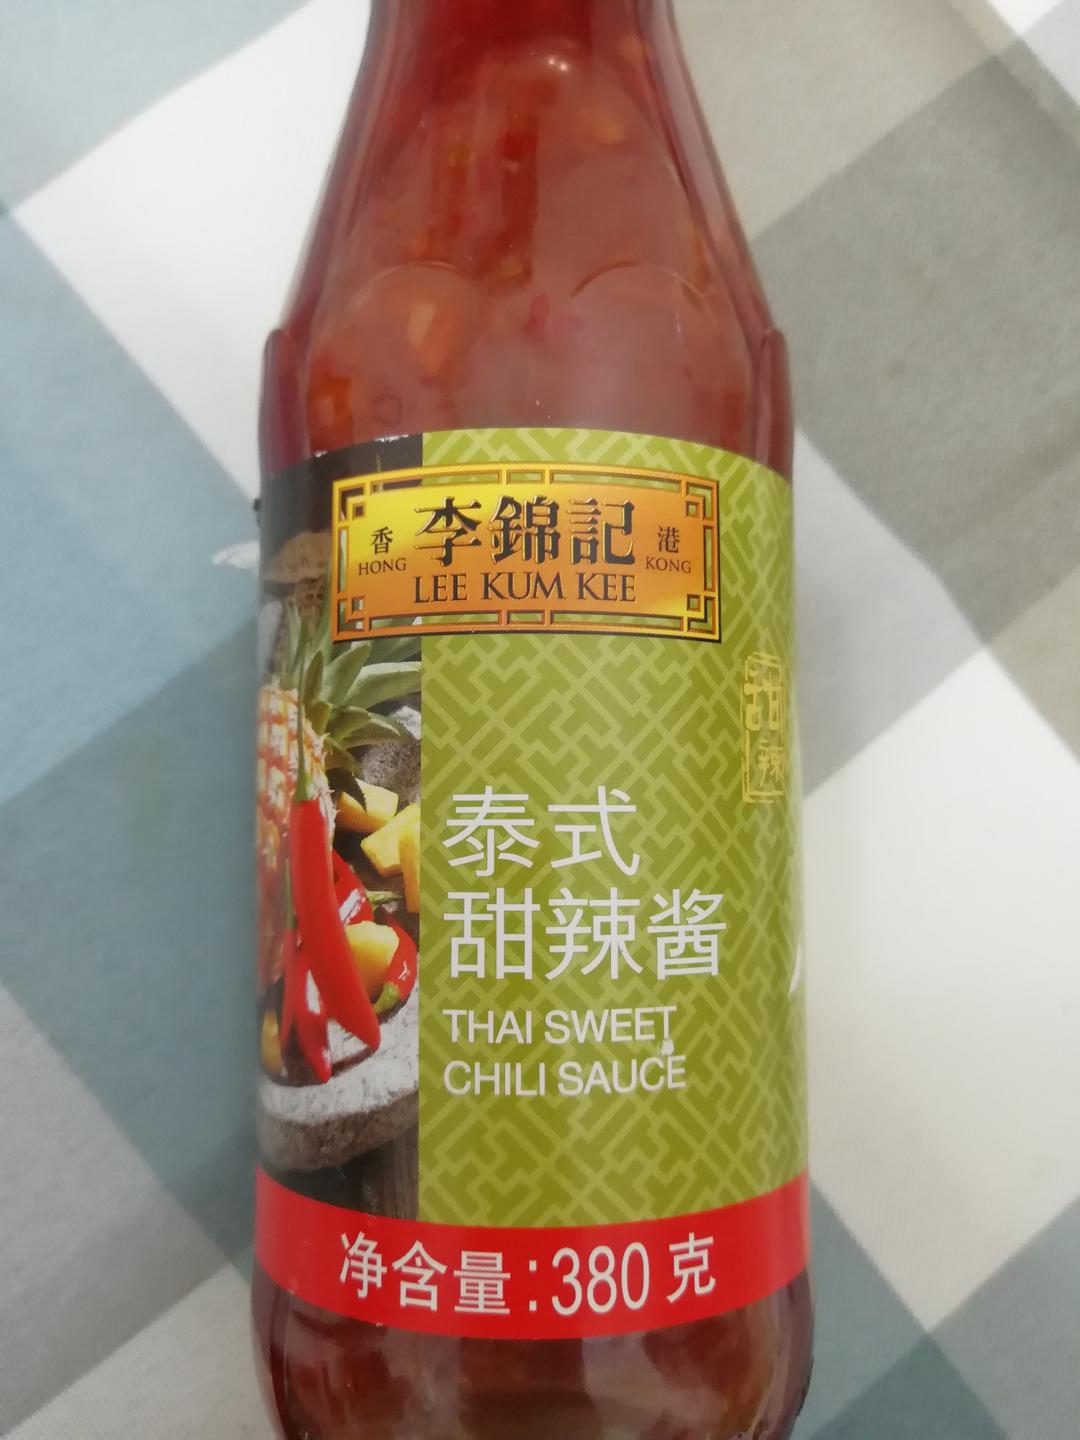 香 李錦記 港
HONG LEE KUM KEE KONG
甜辣
泰式
甜辣酱
THAI SWEET
CHILI SAUCE
净含量:380克